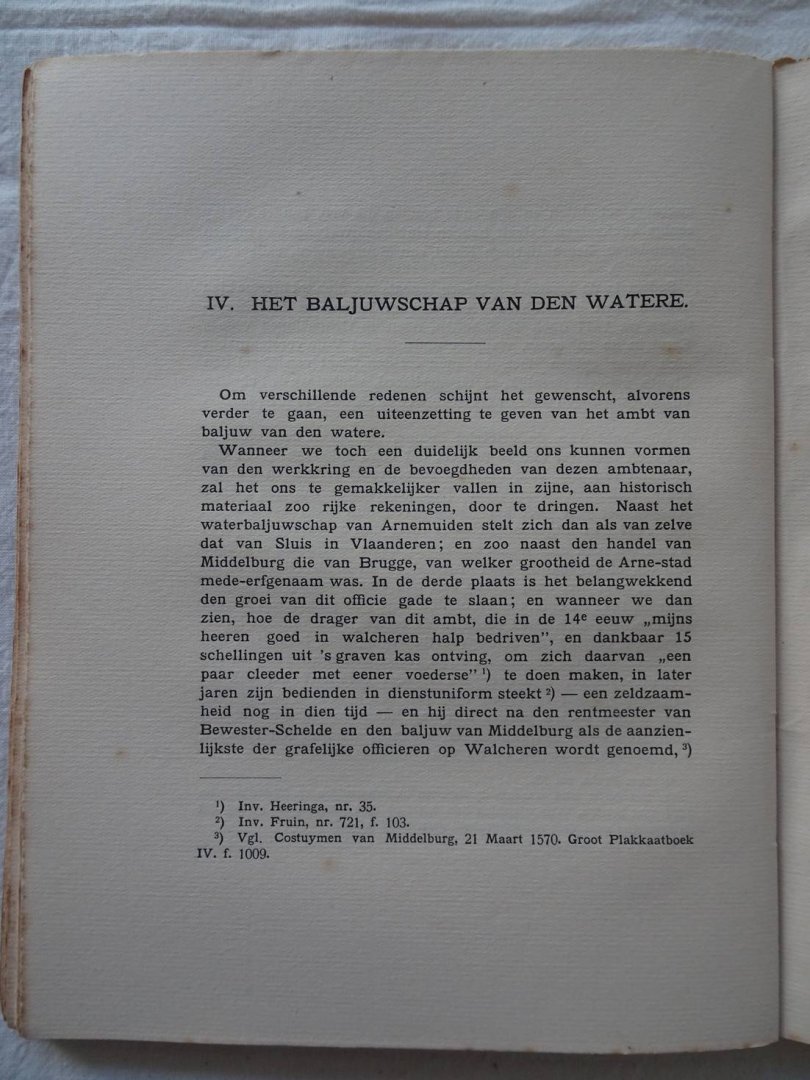 IV. HET BALJUWSCHAP VAN DEN WATERE.
Om verschillende redenen schijnt het gewenscht, alvorens
verder te gaan, een uiteenzetting te geven van het ambt van
baljuw van den watere.
Wanneer we toch een duidelijk beeld ons kunnen vormen
van den werkkring en de bevoegdheden van dezen ambtenaar,
zal het ons te gemakkelijker vallen in zijne, aan historisch
materiaal zoo rijke rekeningen, door te dringen. Naast het
waterbaljuwschap van Arnemuiden stelt zich dan als van zelve
dat van Sluis in Vlaanderen; en zoo naast den handel van
Middelburg die van Brugge, van welker grootheid de Arne-stad
mede-erfgenaam was. In de derde plaats is het belangwekkend
den groei van dit officie gade te slaan; en wanneer we dan
zien, hoe de drager van dit ambt, die in de 14e eeuw „mijns
heeren goed in walcheren halp bedriven”, en dankbaar 15
schellingen uit 's graven kas ontving, om zich daarvan „een
paar cleeder met eener voederse” ¹) te doen maken, in later
jaren zijn bedienden in dienstuniform steekt ²) — een zeldzaam-
heid nog in dien tijd — en hij direct na den rentmeester van
Bewester-Schelde en den baljuw van Middelburg als de aanzien-
lijkste der grafelijke officieren op Walcheren wordt genoemd, ³)
¹) Inv. Heeringa, nr. 35.
²) Inv. Fruin, nr. 721, f. 103.
³) Vgl. Costuymen van Middelburg, 21 Maart 1570. Groot Plakkaatboek
IV. f. 1009.